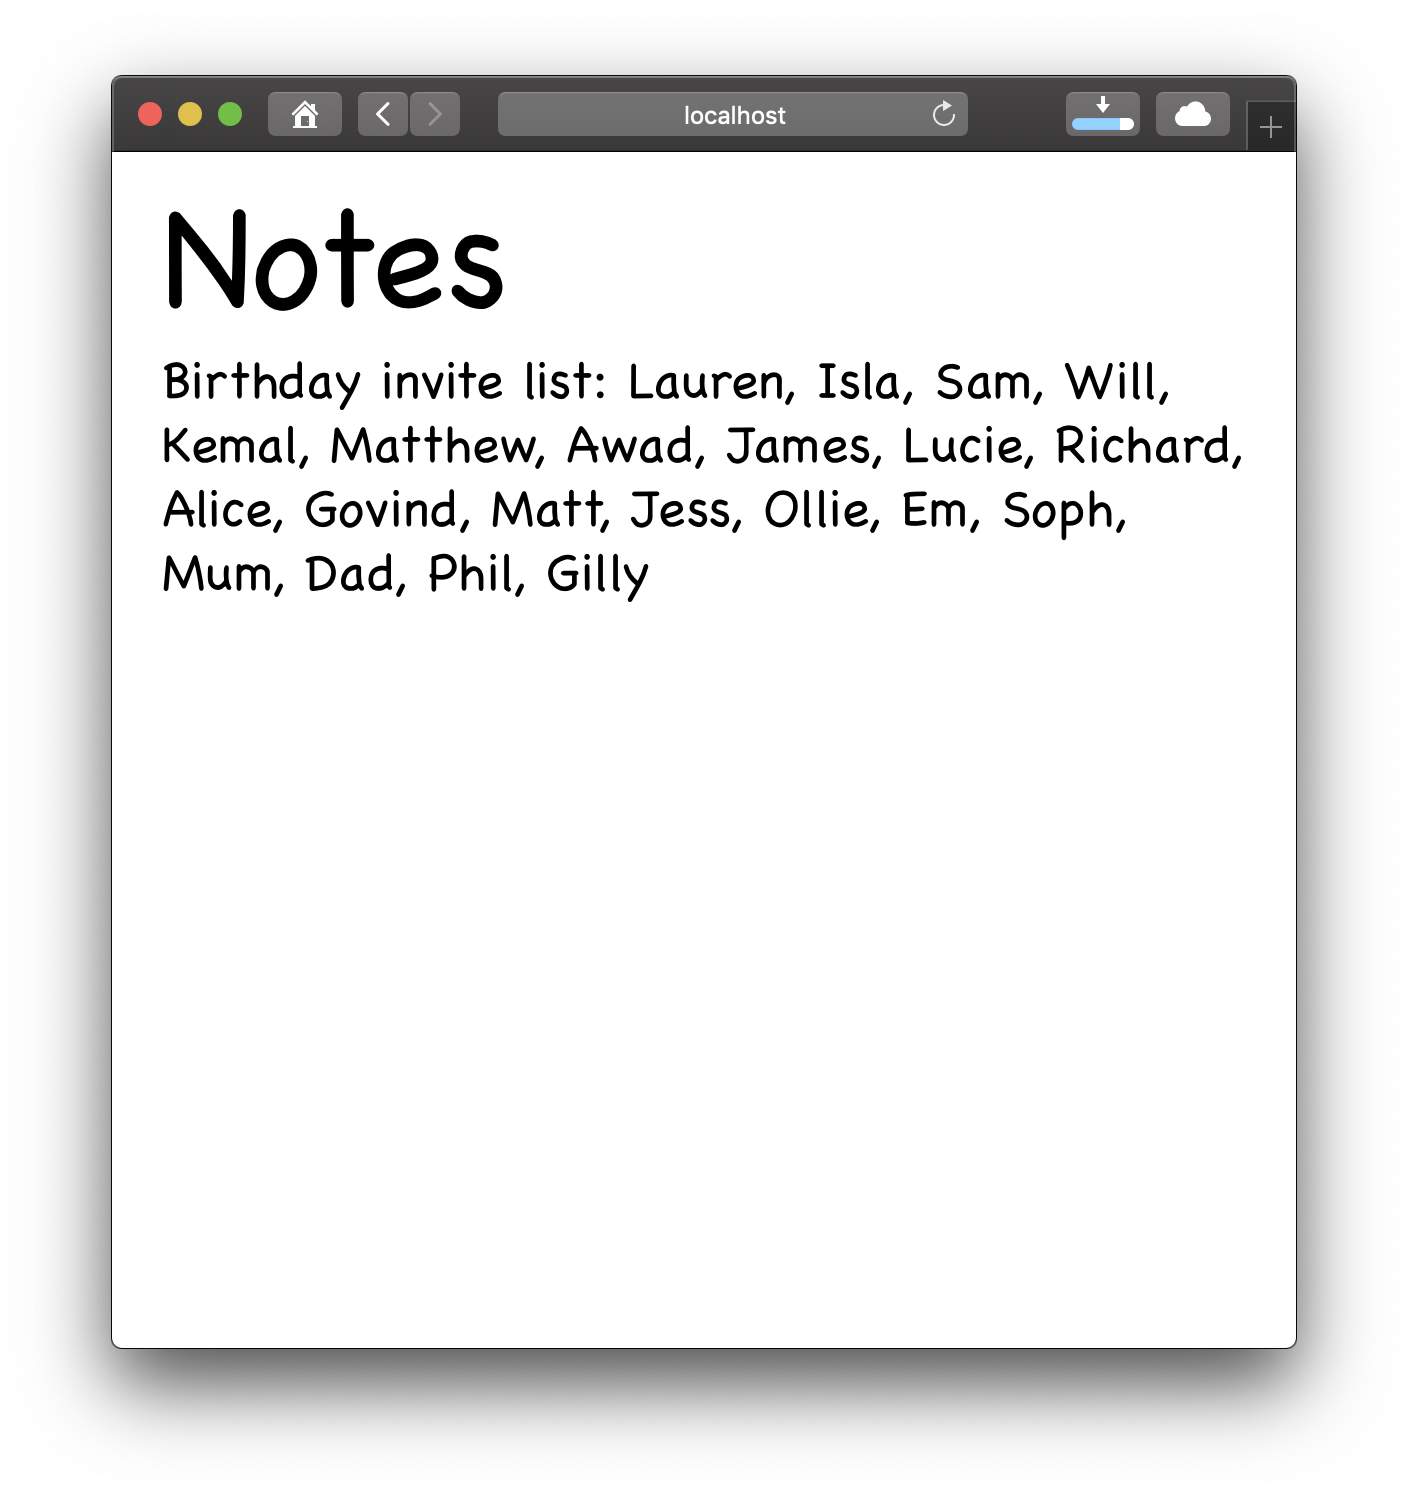 localhost
Notes
Birthday invite list: Lauren, Isla, Sam, Will,
Kemal, Matthew, Awad, James, Lucie, Richard,
Alice, Govind, Matt, Jess, Ollie, Em, Soph,
Mum, Dad, Phil, Gilly